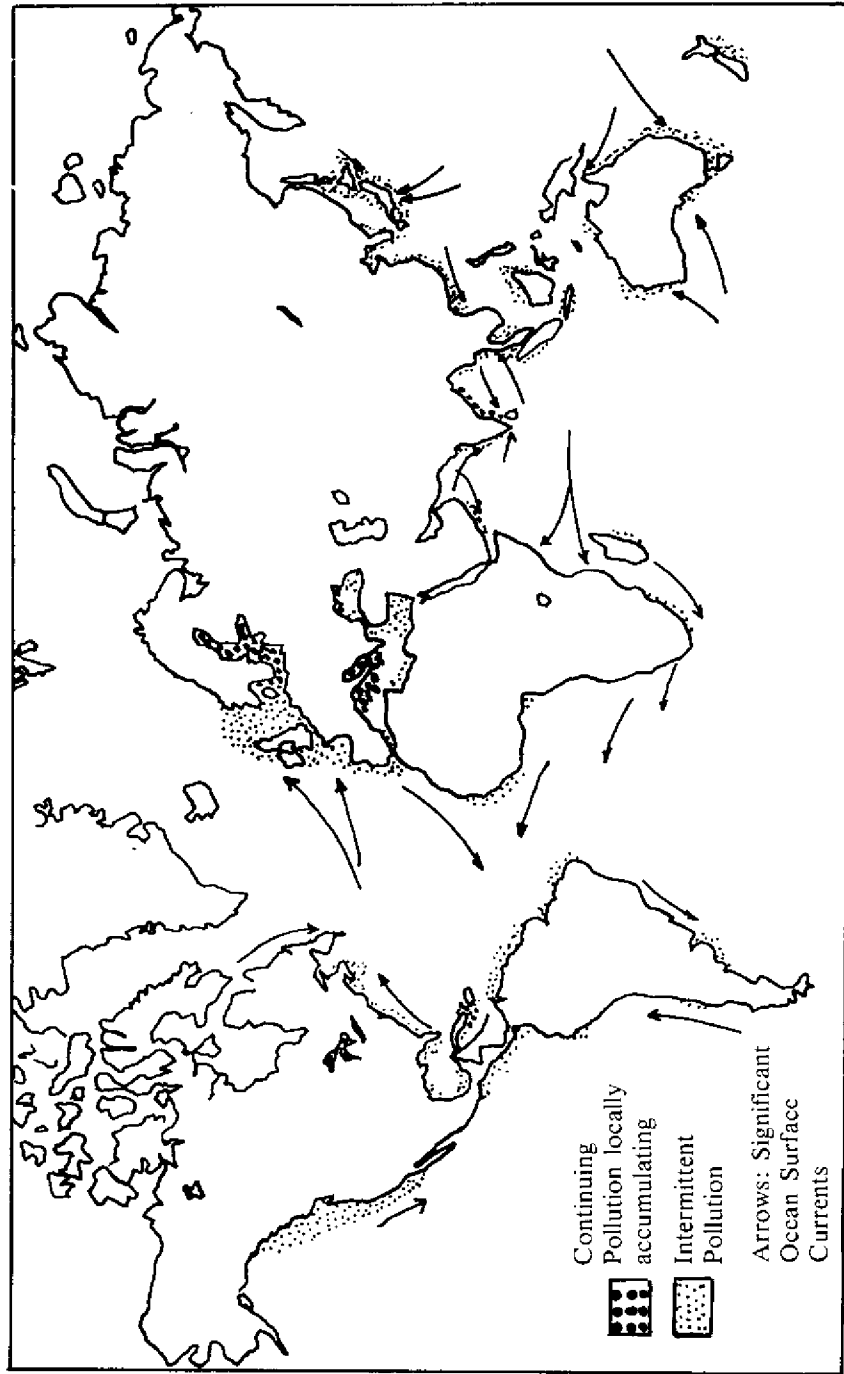 Continuing
Pollution locally
accumulating
Intermittent
Pollution
Arrows: Significant
Ocean Surface
Currents